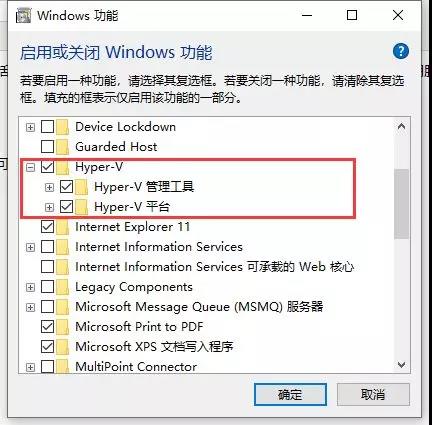 Windows 功能
启用或关闭 Windows 功能
若要启用一种功能，请选择其复选框。若要关闭一种功能，请清除其复选
框。填充的框表示仅启用该功能的一部分。
Device Lockdown
Guarded Host
Hyper-V
Hyper-V 管理工具
Hyper-V 平台
Internet Explorer 11
Internet Information Services
Internet Information Services 可承载的 Web 核心
Legacy Components
Microsoft Message Queue (MSMQ) 服务器
Microsoft Print to PDF
Microsoft XPS 文档写入程序
MultiPoint Connector
确定
取消